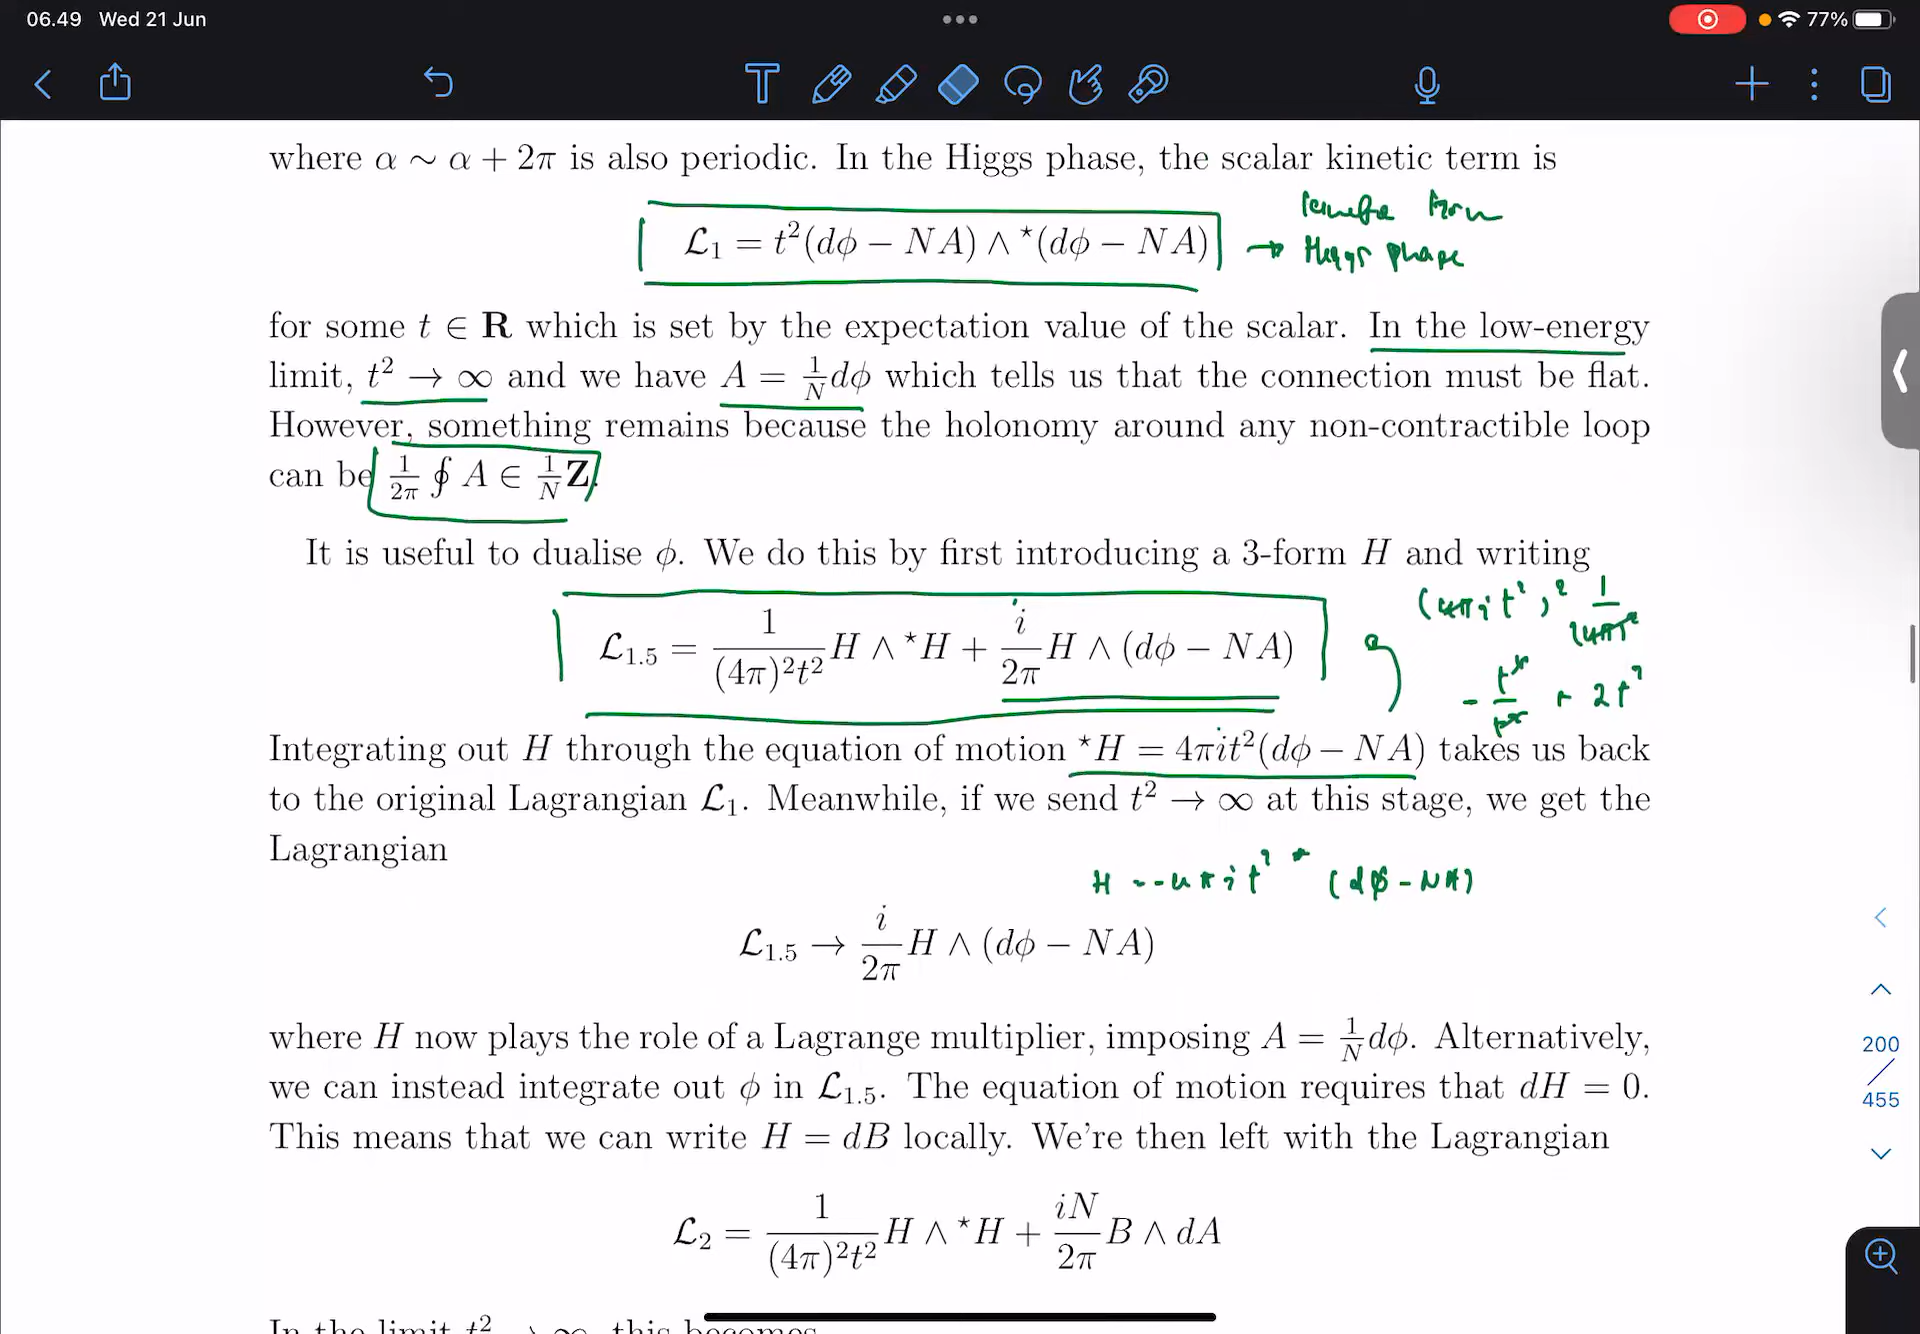 06.49 Wed 21 Jun
77%
where α ∼ α + 2π is also periodic. In the Higgs phase, the scalar kinetic term is
ℒ₁ = t²(dϕ − NA) ∧ ⋆(dϕ − NA)
→ Higgs phase
for some t ∈ R which is set by the expectation value of the scalar. In the low-energy
limit, t² → ∞ and we have A = 1/N dϕ which tells us that the connection must be flat.
However, something remains because the holonomy around any non-contractible loop
can be 1/2π ∮ A ∈ 1/N Z.
It is useful to dualise ϕ. We do this by first introducing a 3-form H and writing
ℒ₁.₅ = 1/(4π)²t² H ∧ ⋆H + i/2π H ∧ (dϕ − NA)
+ 2t²
Integrating out H through the equation of motion ⋆H = 4πit²(dϕ − NA) takes us back
to the original Lagrangian ℒ₁. Meanwhile, if we send t² → ∞ at this stage, we get the
Lagrangian
(dϕ − NA)
ℒ₁.₅ → i/2π H ∧ (dϕ − NA)
where H now plays the role of a Lagrange multiplier, imposing A = 1/N dϕ. Alternatively,
we can instead integrate out ϕ in ℒ₁.₅. The equation of motion requires that dH = 0.
This means that we can write H = dB locally. We're then left with the Lagrangian
ℒ₂ = 1/(4π)²t² H ∧ ⋆H + iN/2π B ∧ dA
In the limit t² → ∞, this becomes
200
455